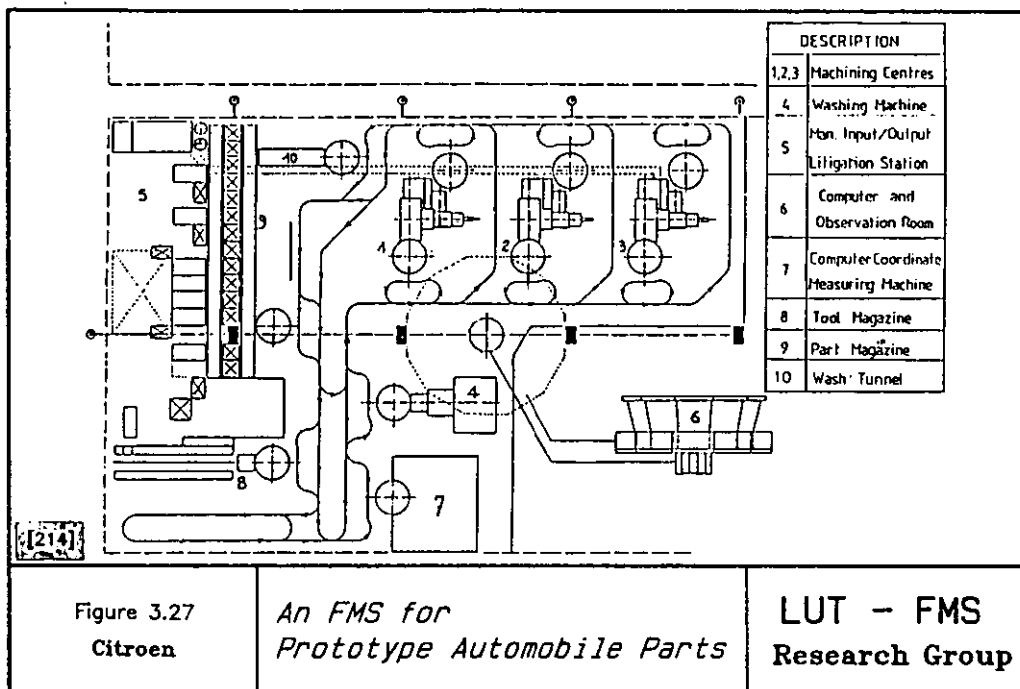 DESCRIPTION
1,2,3 Machining Centres
4 Washing Machine
5 Man. Input/Output
Liligation Station
6 Computer and
Observation Room
7 Computer Coordinate
Measuring Machine
8 Tool Magazine
9 Part Magazine
10 Wash Tunnel
10
5
9
1
2
3
4
6
8
7
[214]
Figure 3.27
Citroen
An FMS for
Prototype Automobile Parts
LUT - FMS
Research Group